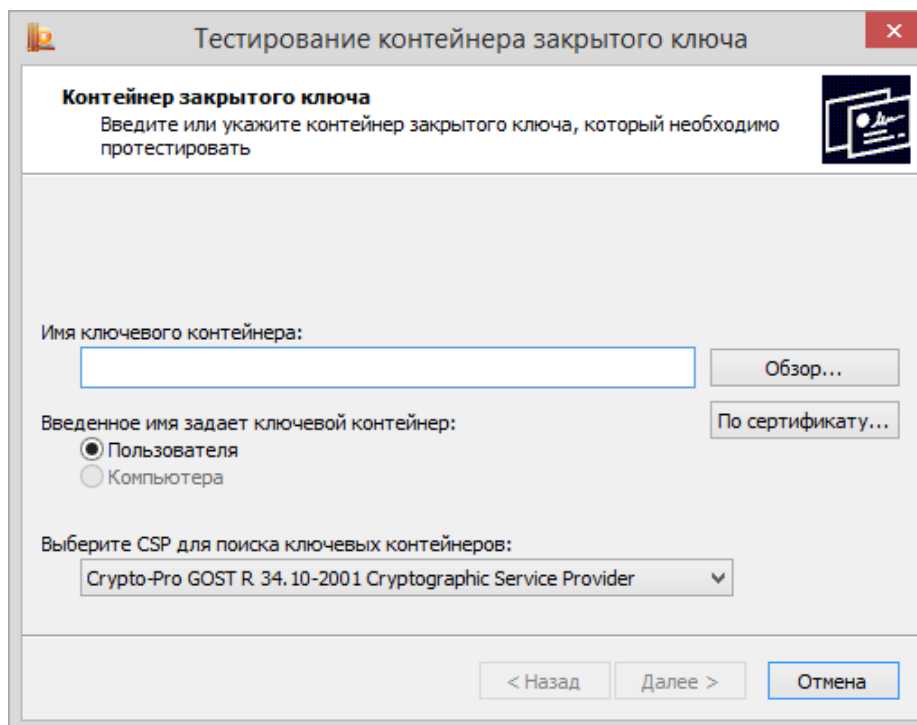 Тестирование контейнера закрытого ключа
Контейнер закрытого ключа
Введите или укажите контейнер закрытого ключа, который необходимо
протестировать
Имя ключевого контейнера:
Обзор...
Введенное имя задает ключевой контейнер:
По сертификату...
Пользователя
Компьютера
Выберите CSP для поиска ключевых контейнеров:
Crypto-Pro GOST R 34.10-2001 Cryptographic Service Provider
< Назад
Далее >
Отмена